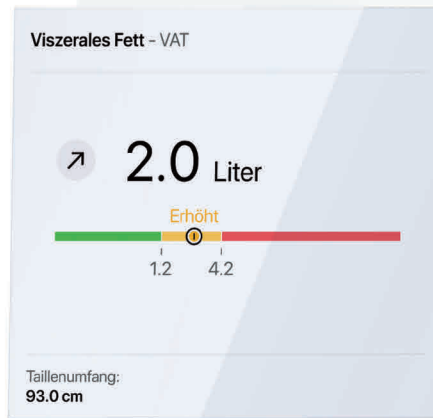 Viszerales Fett - VAT
2.0 Liter
Erhöht
1.2 4.2
Taillenumfang:
93.0 cm